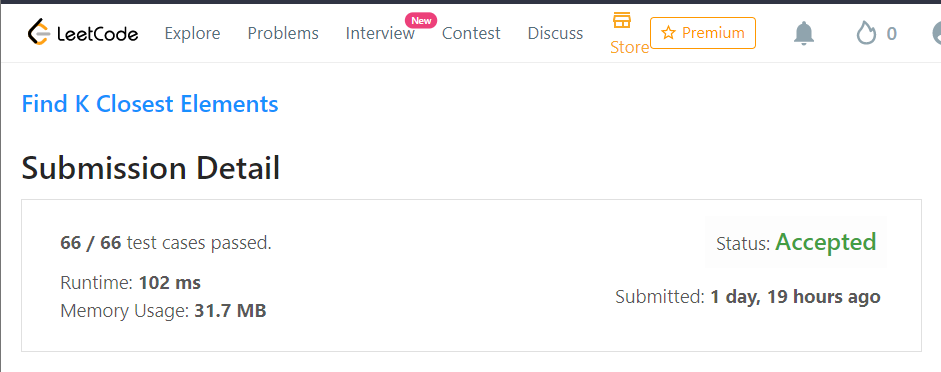 LeetCode Explore Problems Interview New Contest Discuss Store Premium 0
Find K Closest Elements
Submission Detail
66 / 66 test cases passed.
Status: Accepted
Runtime: 102 ms
Submitted: 1 day, 19 hours ago
Memory Usage: 31.7 MB